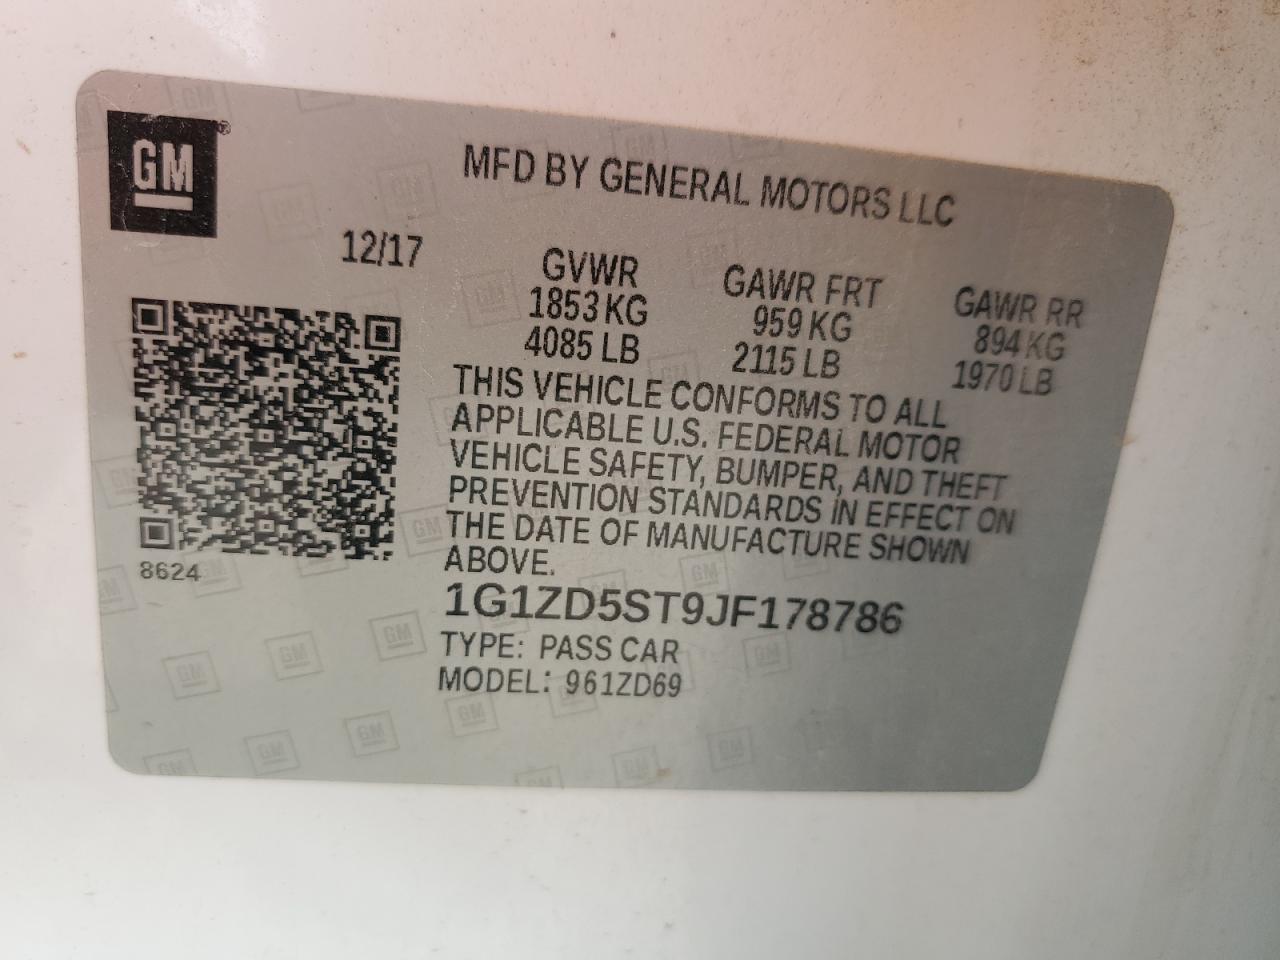 GM
MFD BY GENERAL MOTORS LLC
12/17
GVWR
1853 KG
4085 LB
GAWR FRT
959 KG
2115 LB
GAWR RR
894 KG
1970 LB
THIS VEHICLE CONFORMS TO ALL
APPLICABLE U.S. FEDERAL MOTOR
VEHICLE SAFETY, BUMPER, AND THEFT
PREVENTION STANDARDS IN EFFECT ON
THE DATE OF MANUFACTURE SHOWN
ABOVE.
8624
1G1ZD5ST9JF178786
TYPE: PASS CAR
MODEL: 961ZD69